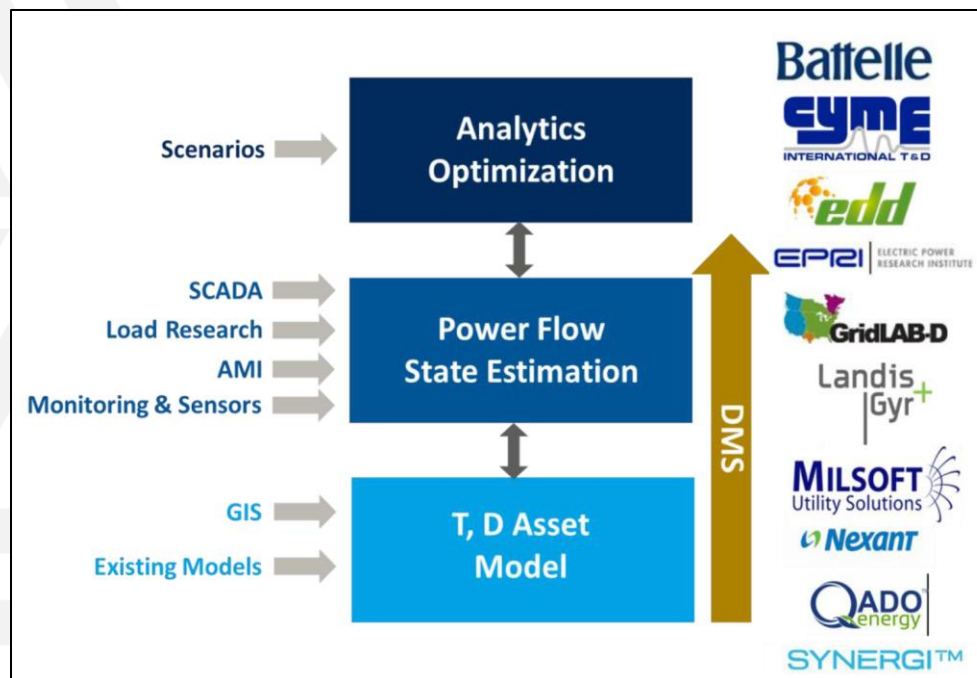 Scenarios
Analytics
Optimization
SCADA
Load Research
AMI
Monitoring & Sensors
Power Flow
State Estimation
GIS
Existing Models
T, D Asset
Model
DMS
Battelle
CYME
INTERNATIONAL T&D
edd
EPRI
ELECTRIC POWER
RESEARCH INSTITUTE
GridLAB-D
Landis
Gyr+
MILSOFT
Utility Solutions
Nexant
QADO
energy
SYNERGI™